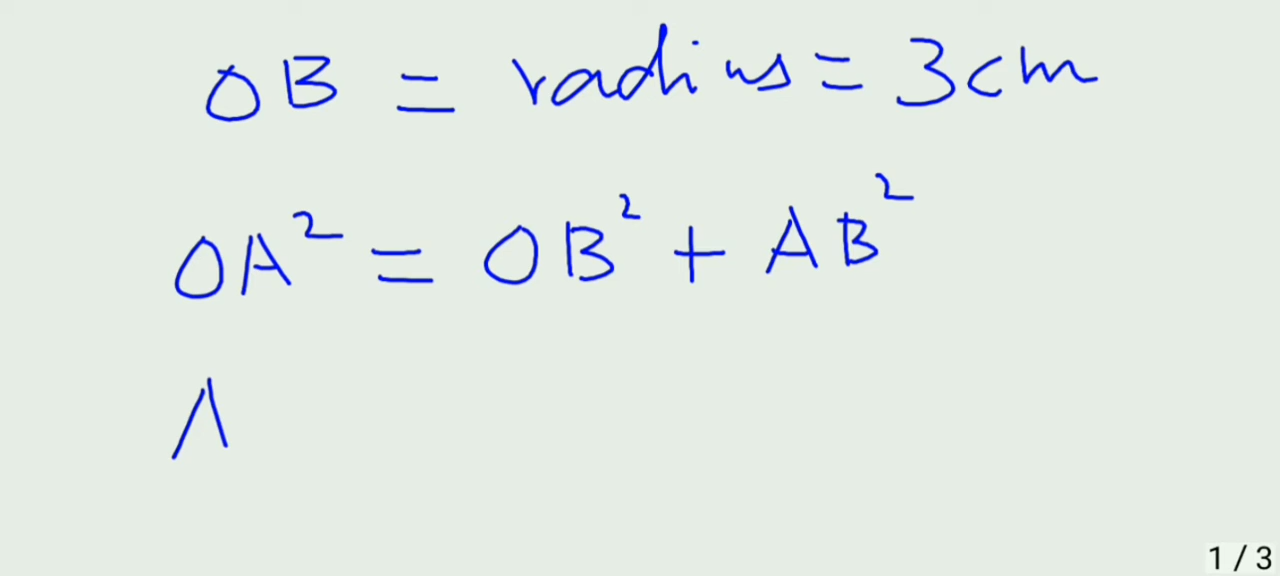 OB = radius = 3cm
OA² = OB² + AB²
1 / 3